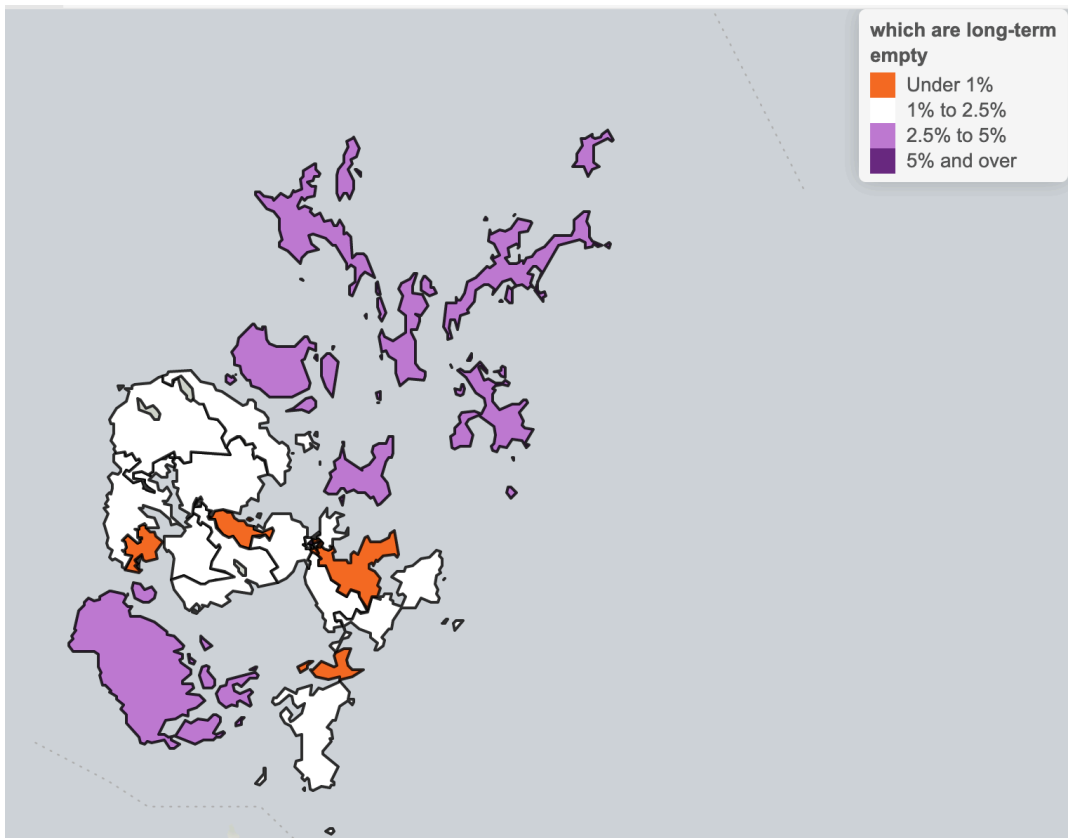 which are long-term
empty
Under 1%
1% to 2.5%
2.5% to 5%
5% and over